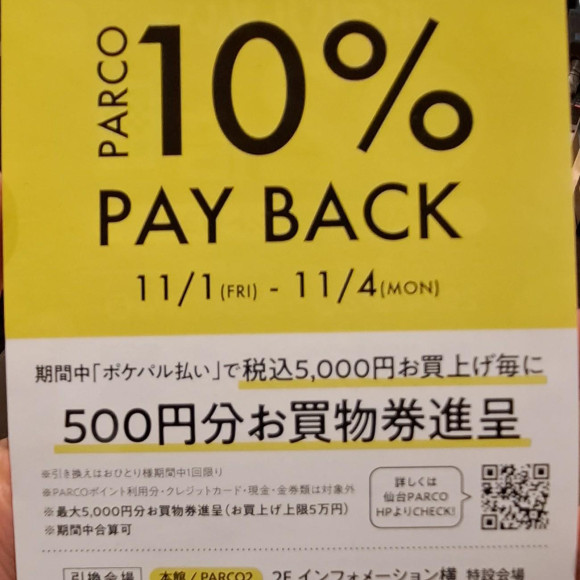 PARCO
10%
PAY BACK
11/1(FRI) - 11/4(MON)
期間中「ポケパル払い」で税込5,000円お買上げ毎に
500円分お買物券進呈
※引き換えはおひとり様期間中1回限り
※PARCOポイント利用分・クレジットカード・現金・金券類は対象外
※最大5,000円分お買物券進呈(お買上げ上限5万円)
※期間中合算可
詳しくは
仙台PARCO
HPよりCHECK!
引換会場 本館/PARCO2 2F インフォメーション横 特設会場